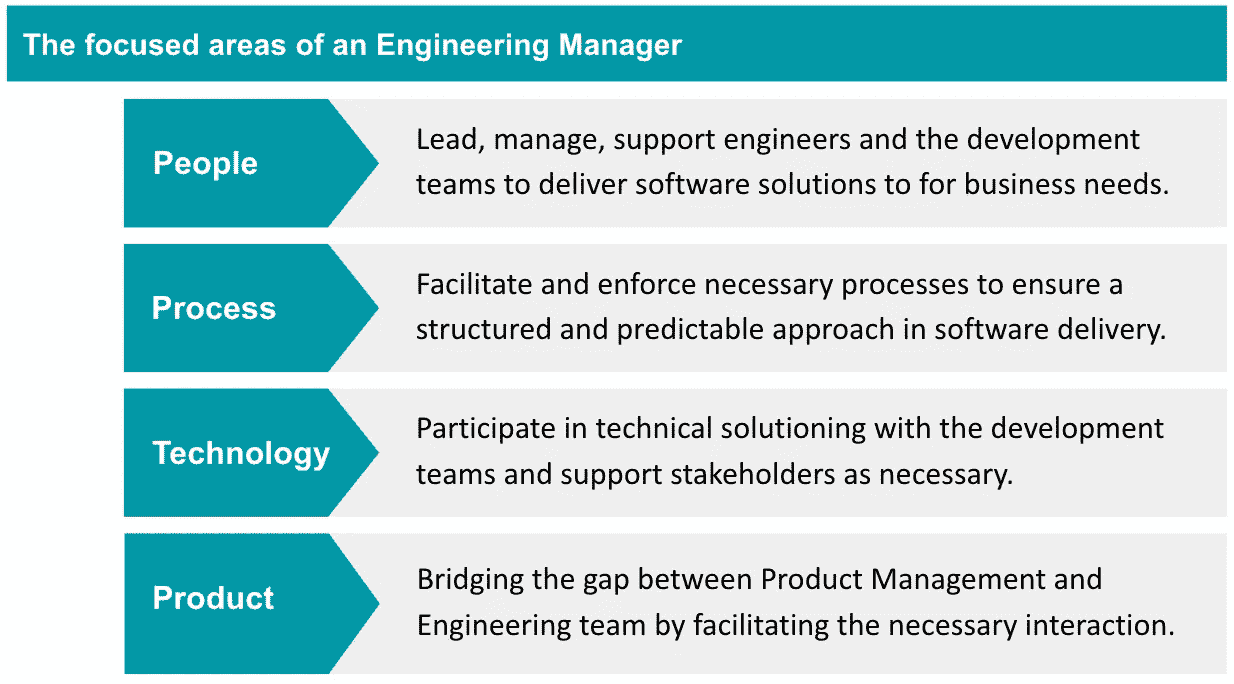 The focused areas of an Engineering Manager
People
Lead, manage, support engineers and the development
teams to deliver software solutions to for business needs.
Process
Facilitate and enforce necessary processes to ensure a
structured and predictable approach in software delivery.
Technology
Participate in technical solutioning with the development
teams and support stakeholders as necessary.
Product
Bridging the gap between Product Management and
Engineering team by facilitating the necessary interaction.